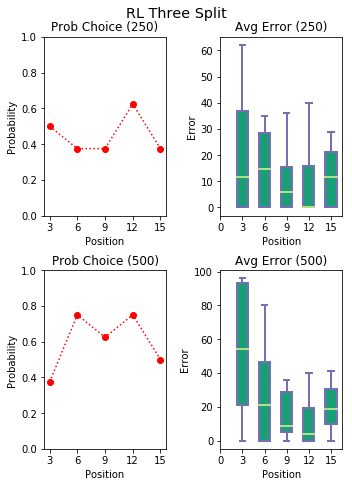 RL Three Split
Prob Choice (250)
Avg Error (250)
1.0
0.8
0.6
0.4
0.2
0.0
Probability
3 6 9 12 15
Position
60
50
40
30
20
10
0
Error
0 3 6 9 12 15
Position
Prob Choice (500)
Avg Error (500)
1.0
0.8
0.6
0.4
0.2
0.0
Probability
3 6 9 12 15
Position
100
80
60
40
20
0
Error
0 3 6 9 12 15
Position